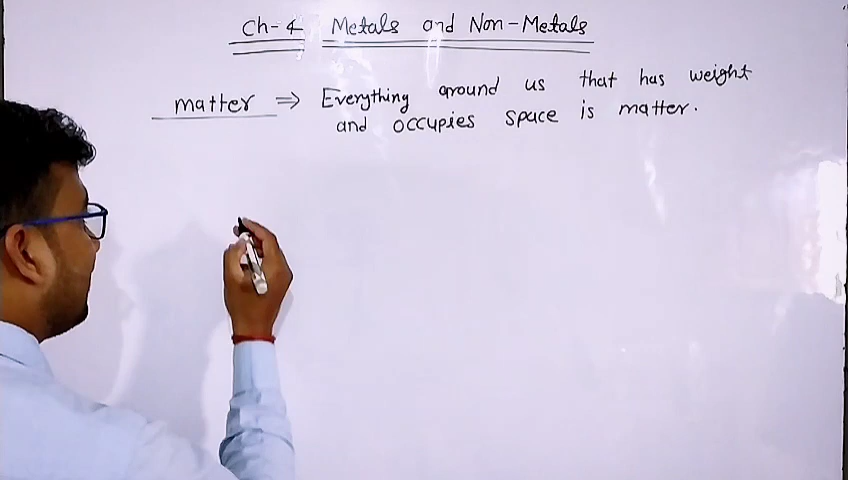 Ch-4 Metals and Non-Metals
matter ⇒ Everything around us that has weight
and occupies space is matter.